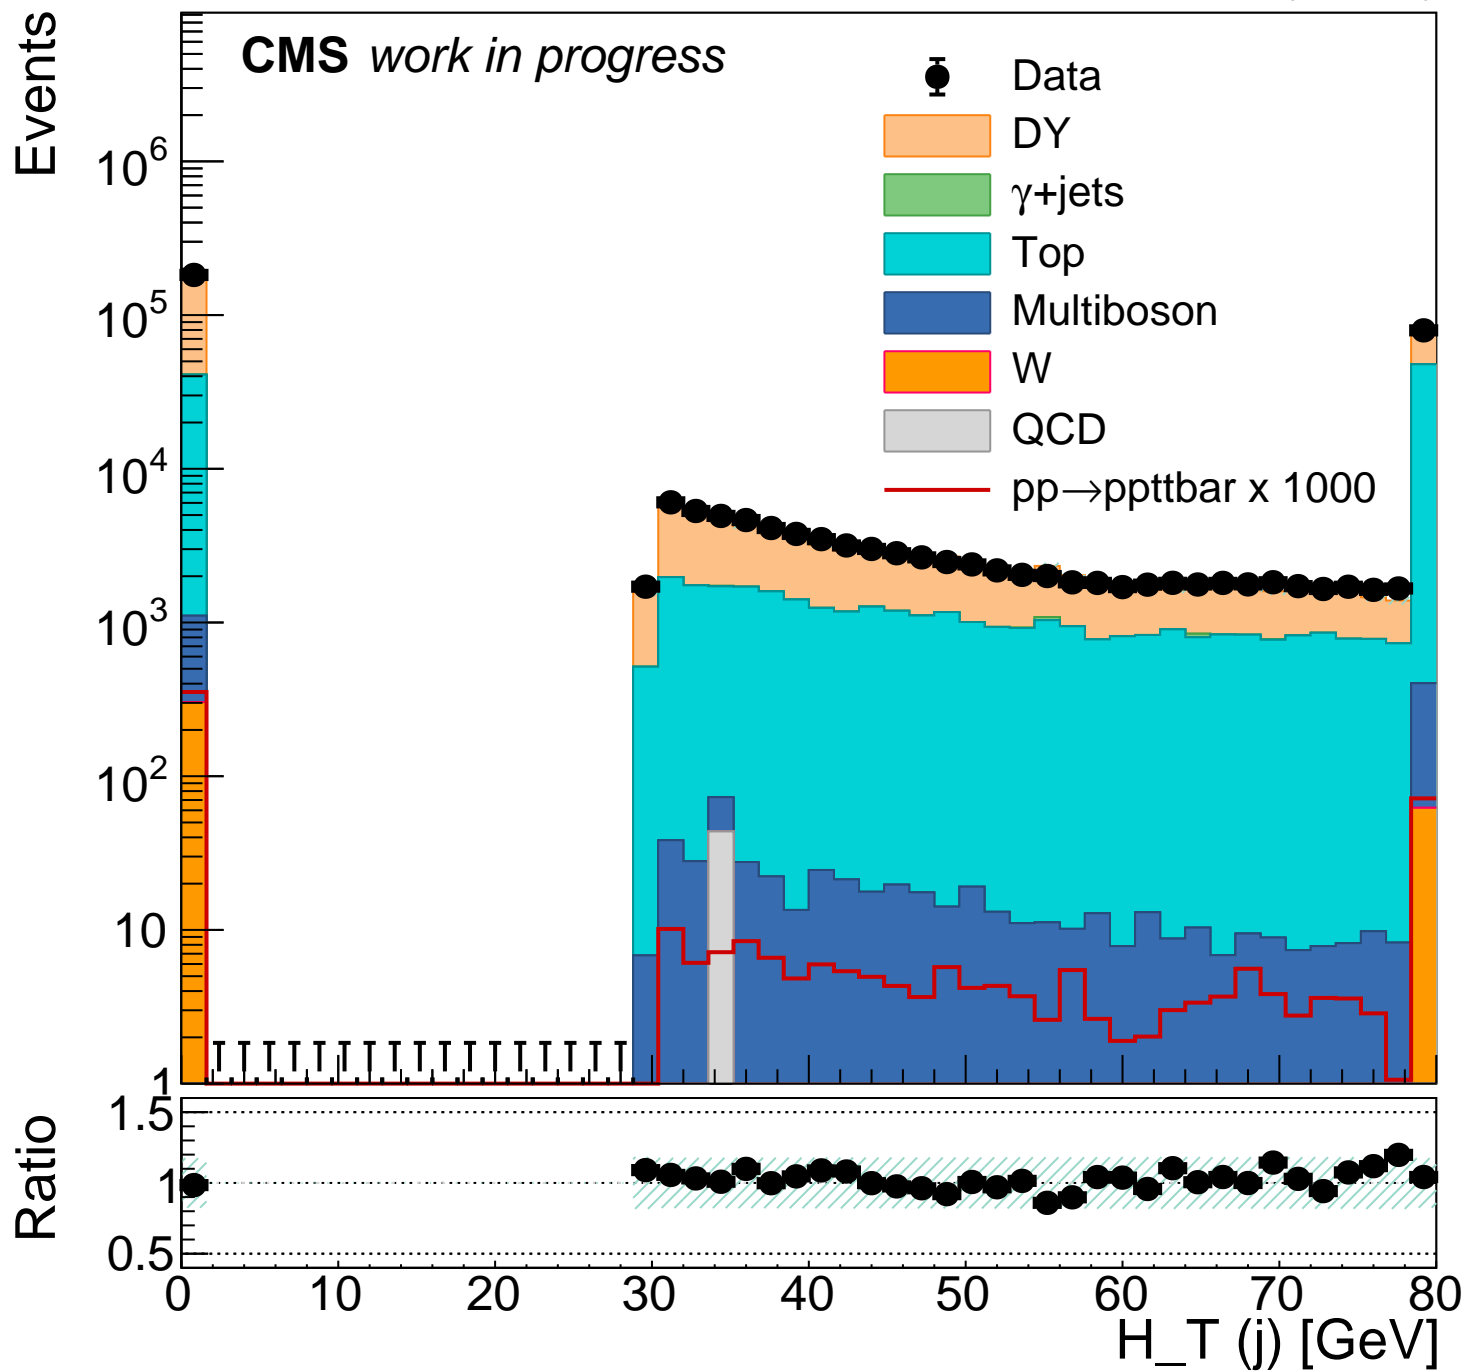 CMS work in progress
Events
Data
DY
γ+jets
Top
Multiboson
W
QCD
pp→ppttbar x 1000
10^6
10^5
10^4
10^3
10^2
10
1
Ratio
1.5
1
0.5
0 10 20 30 40 50 60 70 80
H_T (j) [GeV]